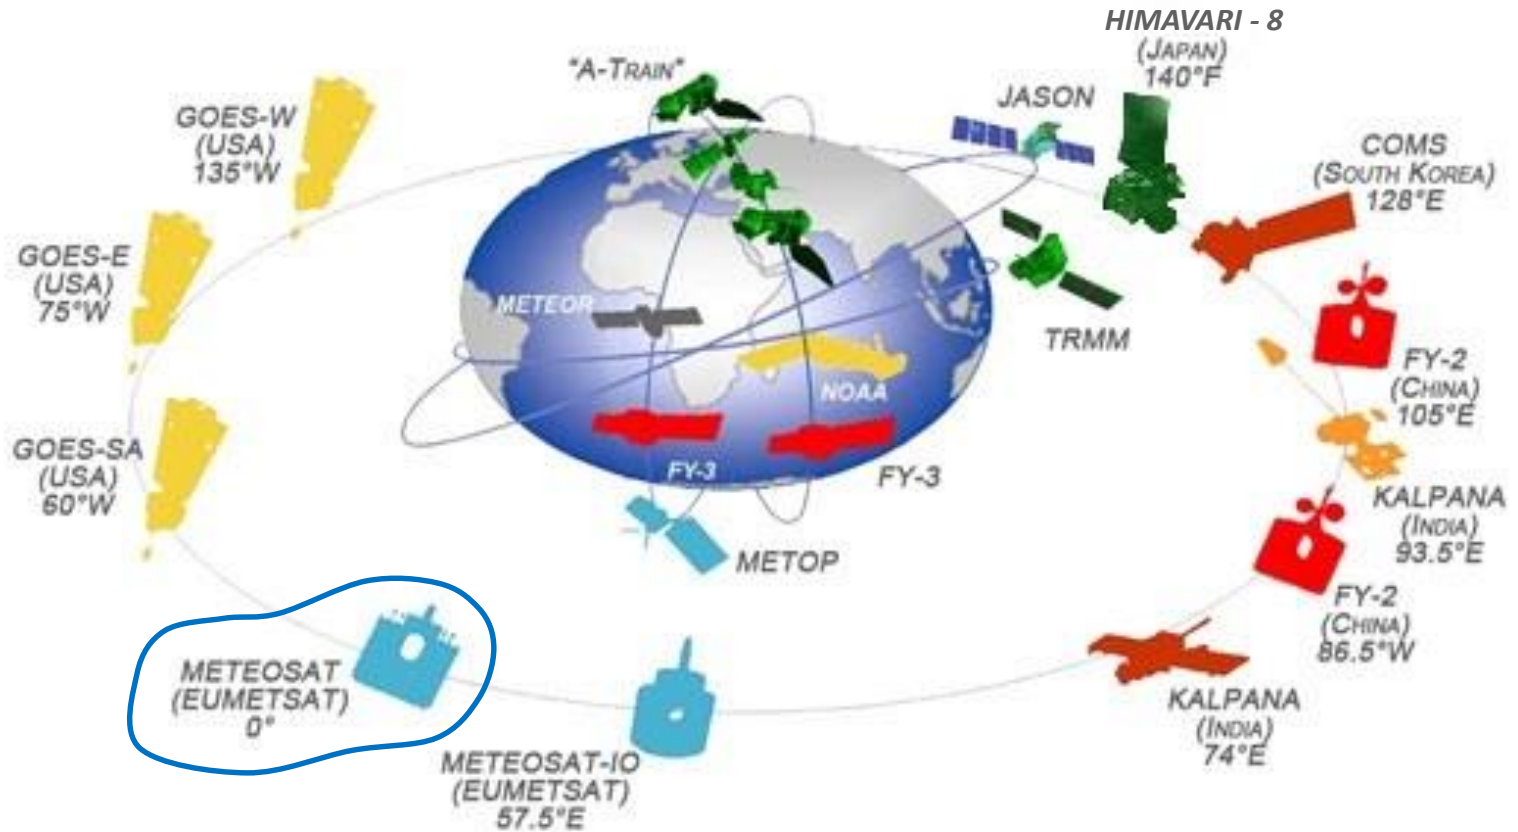 HIMAVARI - 8
(JAPAN)
140°F
"A-TRAIN"
JASON
GOES-W
(USA)
135°W
COMS
(SOUTH KOREA)
128°E
GOES-E
(USA)
75°W
METEOR
TRMM
FY-2
(CHINA)
105°E
NOAA
GOES-SA
(USA)
60°W
FY-3
FY-3
KALPANA
(INDIA)
93.5°E
METOP
FY-2
(CHINA)
86.5°W
METEOSAT
(EUMETSAT)
0°
KALPANA
(INDIA)
74°E
METEOSAT-IO
(EUMETSAT)
57.5°E